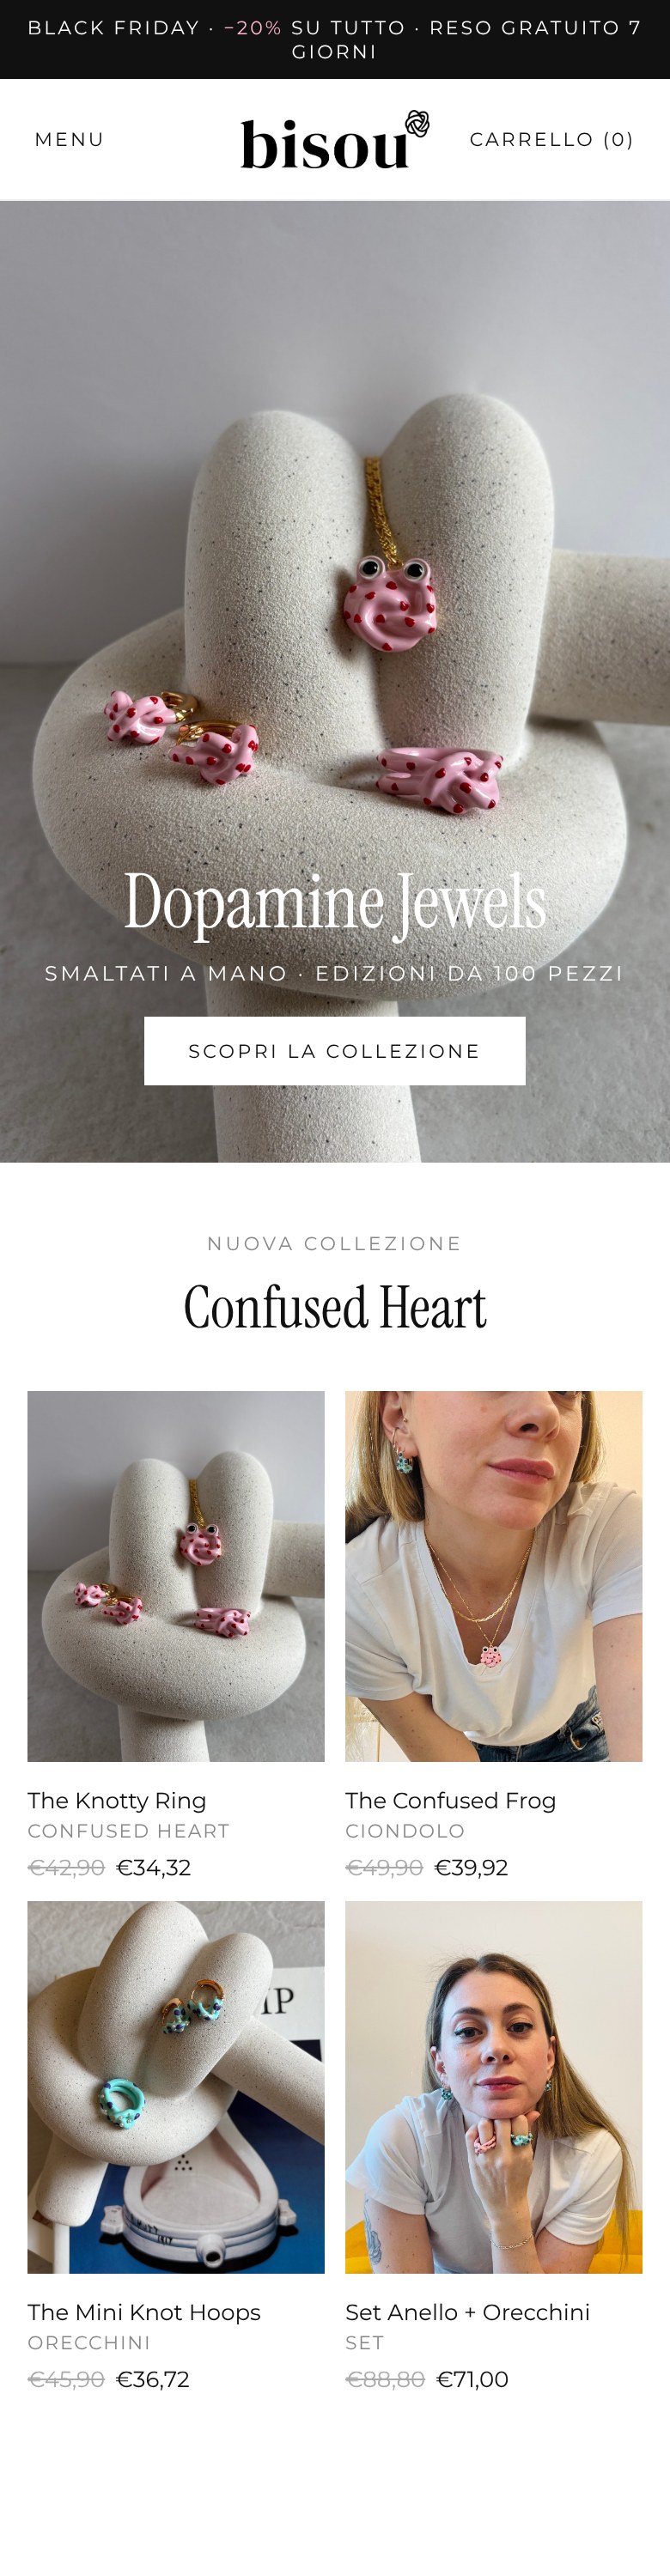 BLACK FRIDAY · −20% SU TUTTO · RESO GRATUITO 7
GIORNI
MENU
bisou
CARRELLO (0)
Dopamine Jewels
SMALTATI A MANO · EDIZIONI DA 100 PEZZI
SCOPRI LA COLLEZIONE
NUOVA COLLEZIONE
Confused Heart
The Knotty Ring
CONFUSED HEART
€42,90 €34,32
The Confused Frog
CIONDOLO
€49,90 €39,92
IP
The Mini Knot Hoops
ORECCHINI
€45,90 €36,72
Set Anello + Orecchini
SET
€88,80 €71,00